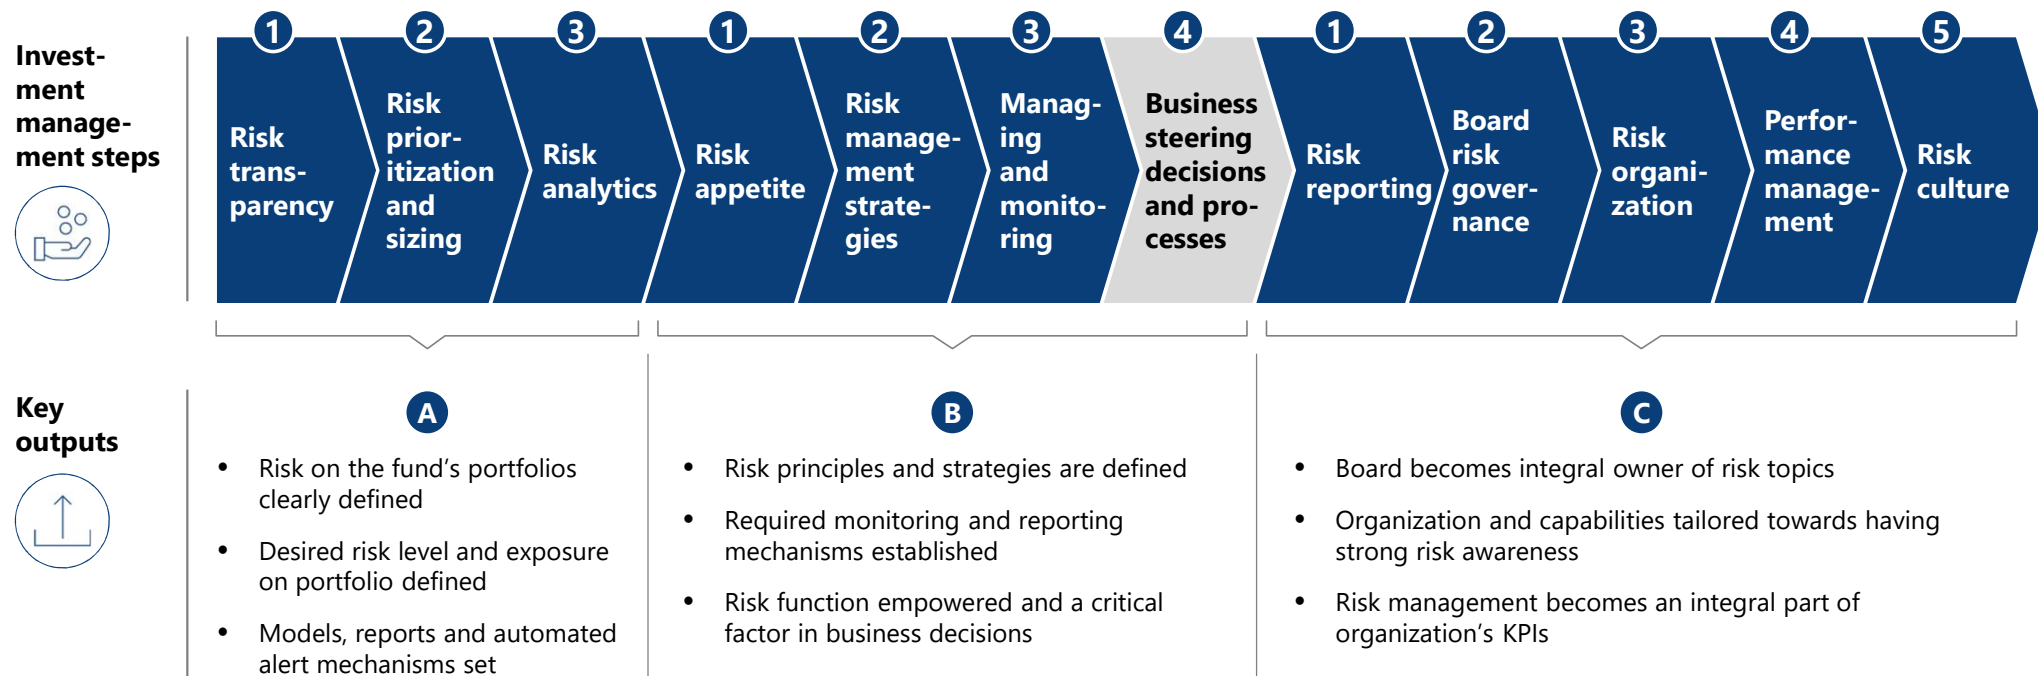 Invest-
ment
manage-
ment steps
1
Risk
trans-
parency
2
Risk
prior-
itization
and
sizing
3
Risk
analytics
1
Risk
appetite
2
Risk
manage-
ment
strate-
gies
3
Manag-
ing
and
monito-
ring
4
Business
steering
decisions
and pro-
cesses
1
Risk
reporting
2
Board
risk
gover-
nance
3
Risk
organi-
zation
4
Perfor-
mance
manage-
ment
5
Risk
culture
Key
outputs
A
• Risk on the fund’s portfolios
clearly defined
• Desired risk level and exposure
on portfolio defined
• Models, reports and automated
alert mechanisms set
B
• Risk principles and strategies are defined
• Required monitoring and reporting
mechanisms established
• Risk function empowered and a critical
factor in business decisions
C
• Board becomes integral owner of risk topics
• Organization and capabilities tailored towards having
strong risk awareness
• Risk management becomes an integral part of
organization’s KPIs